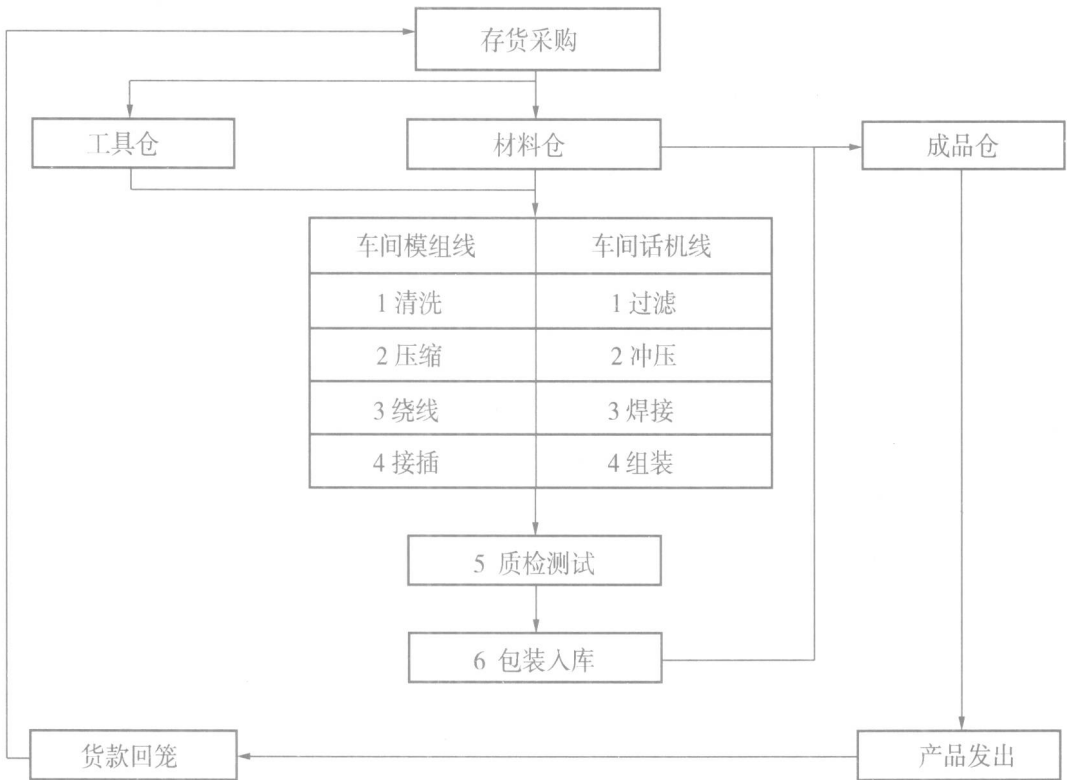 存货采购
工具仓
材料仓
成品仓
车间模组线
车间话机线
1 清洗
1 过滤
2 压缩
2 冲压
3 绕线
3 焊接
4 接插
4 组装
5 质检测试
6 包装入库
货款回笼
产品发出